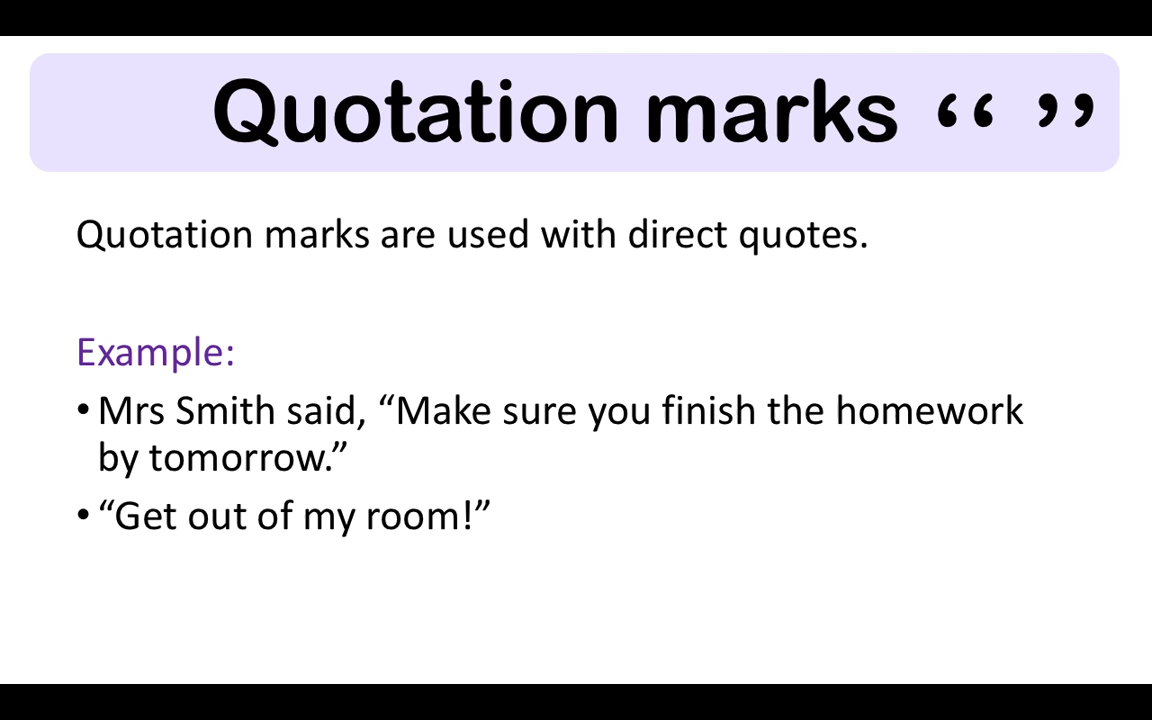 Quotation marks “ ”
Quotation marks are used with direct quotes.
Example:
• Mrs Smith said, “Make sure you finish the homework
by tomorrow.”
• “Get out of my room!”